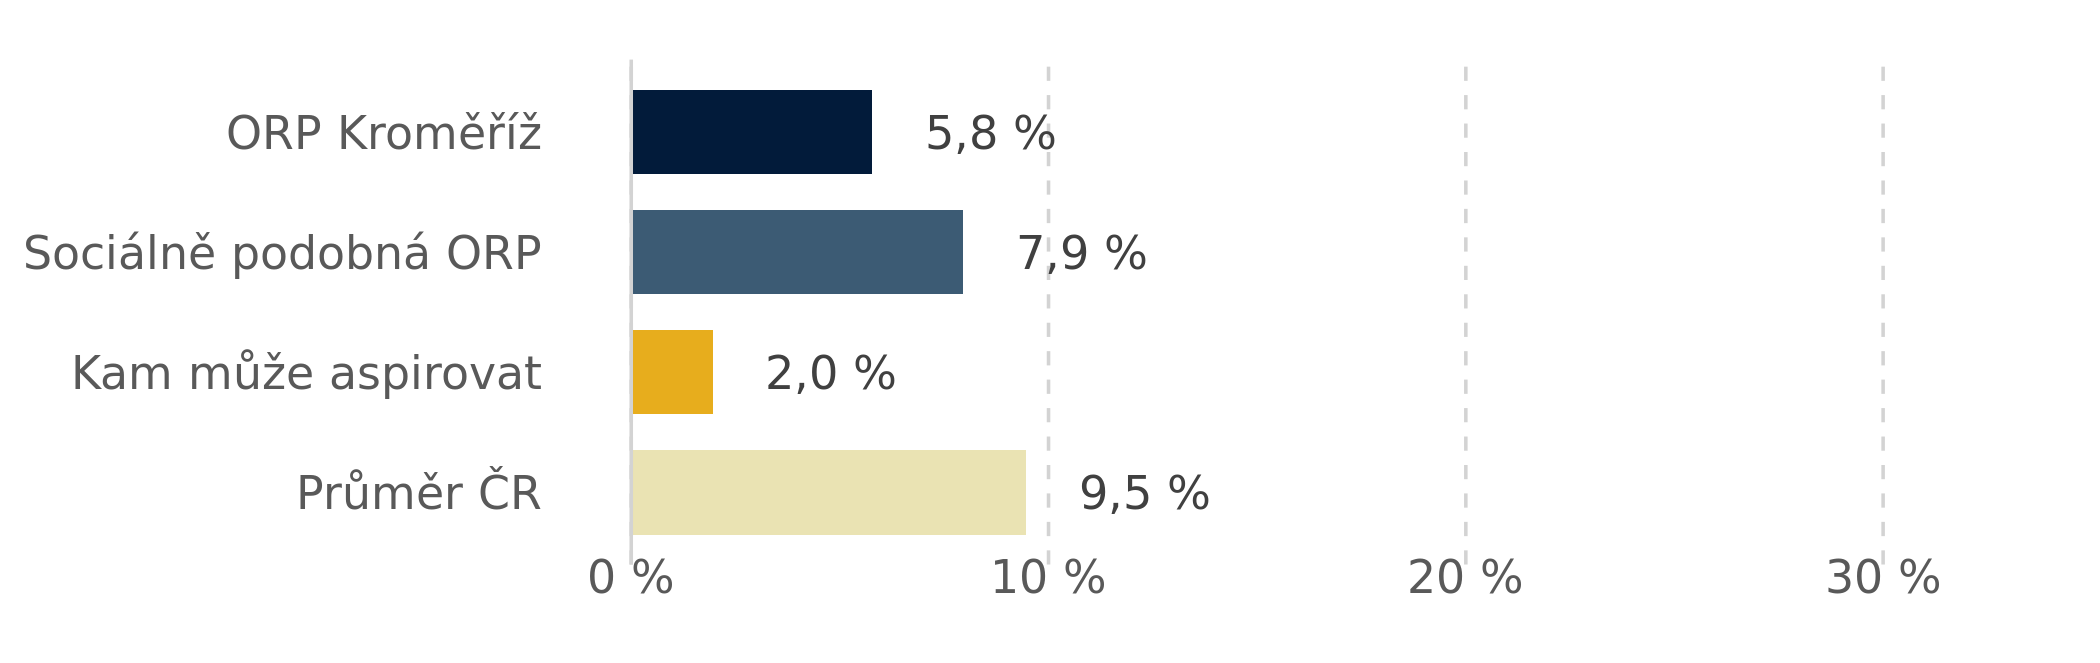 ORP Kroměříž 5,8 %
Sociálně podobná ORP 7,9 %
Kam může aspirovat 2,0 %
Průměr ČR 9,5 %
0 % 10 % 20 % 30 %